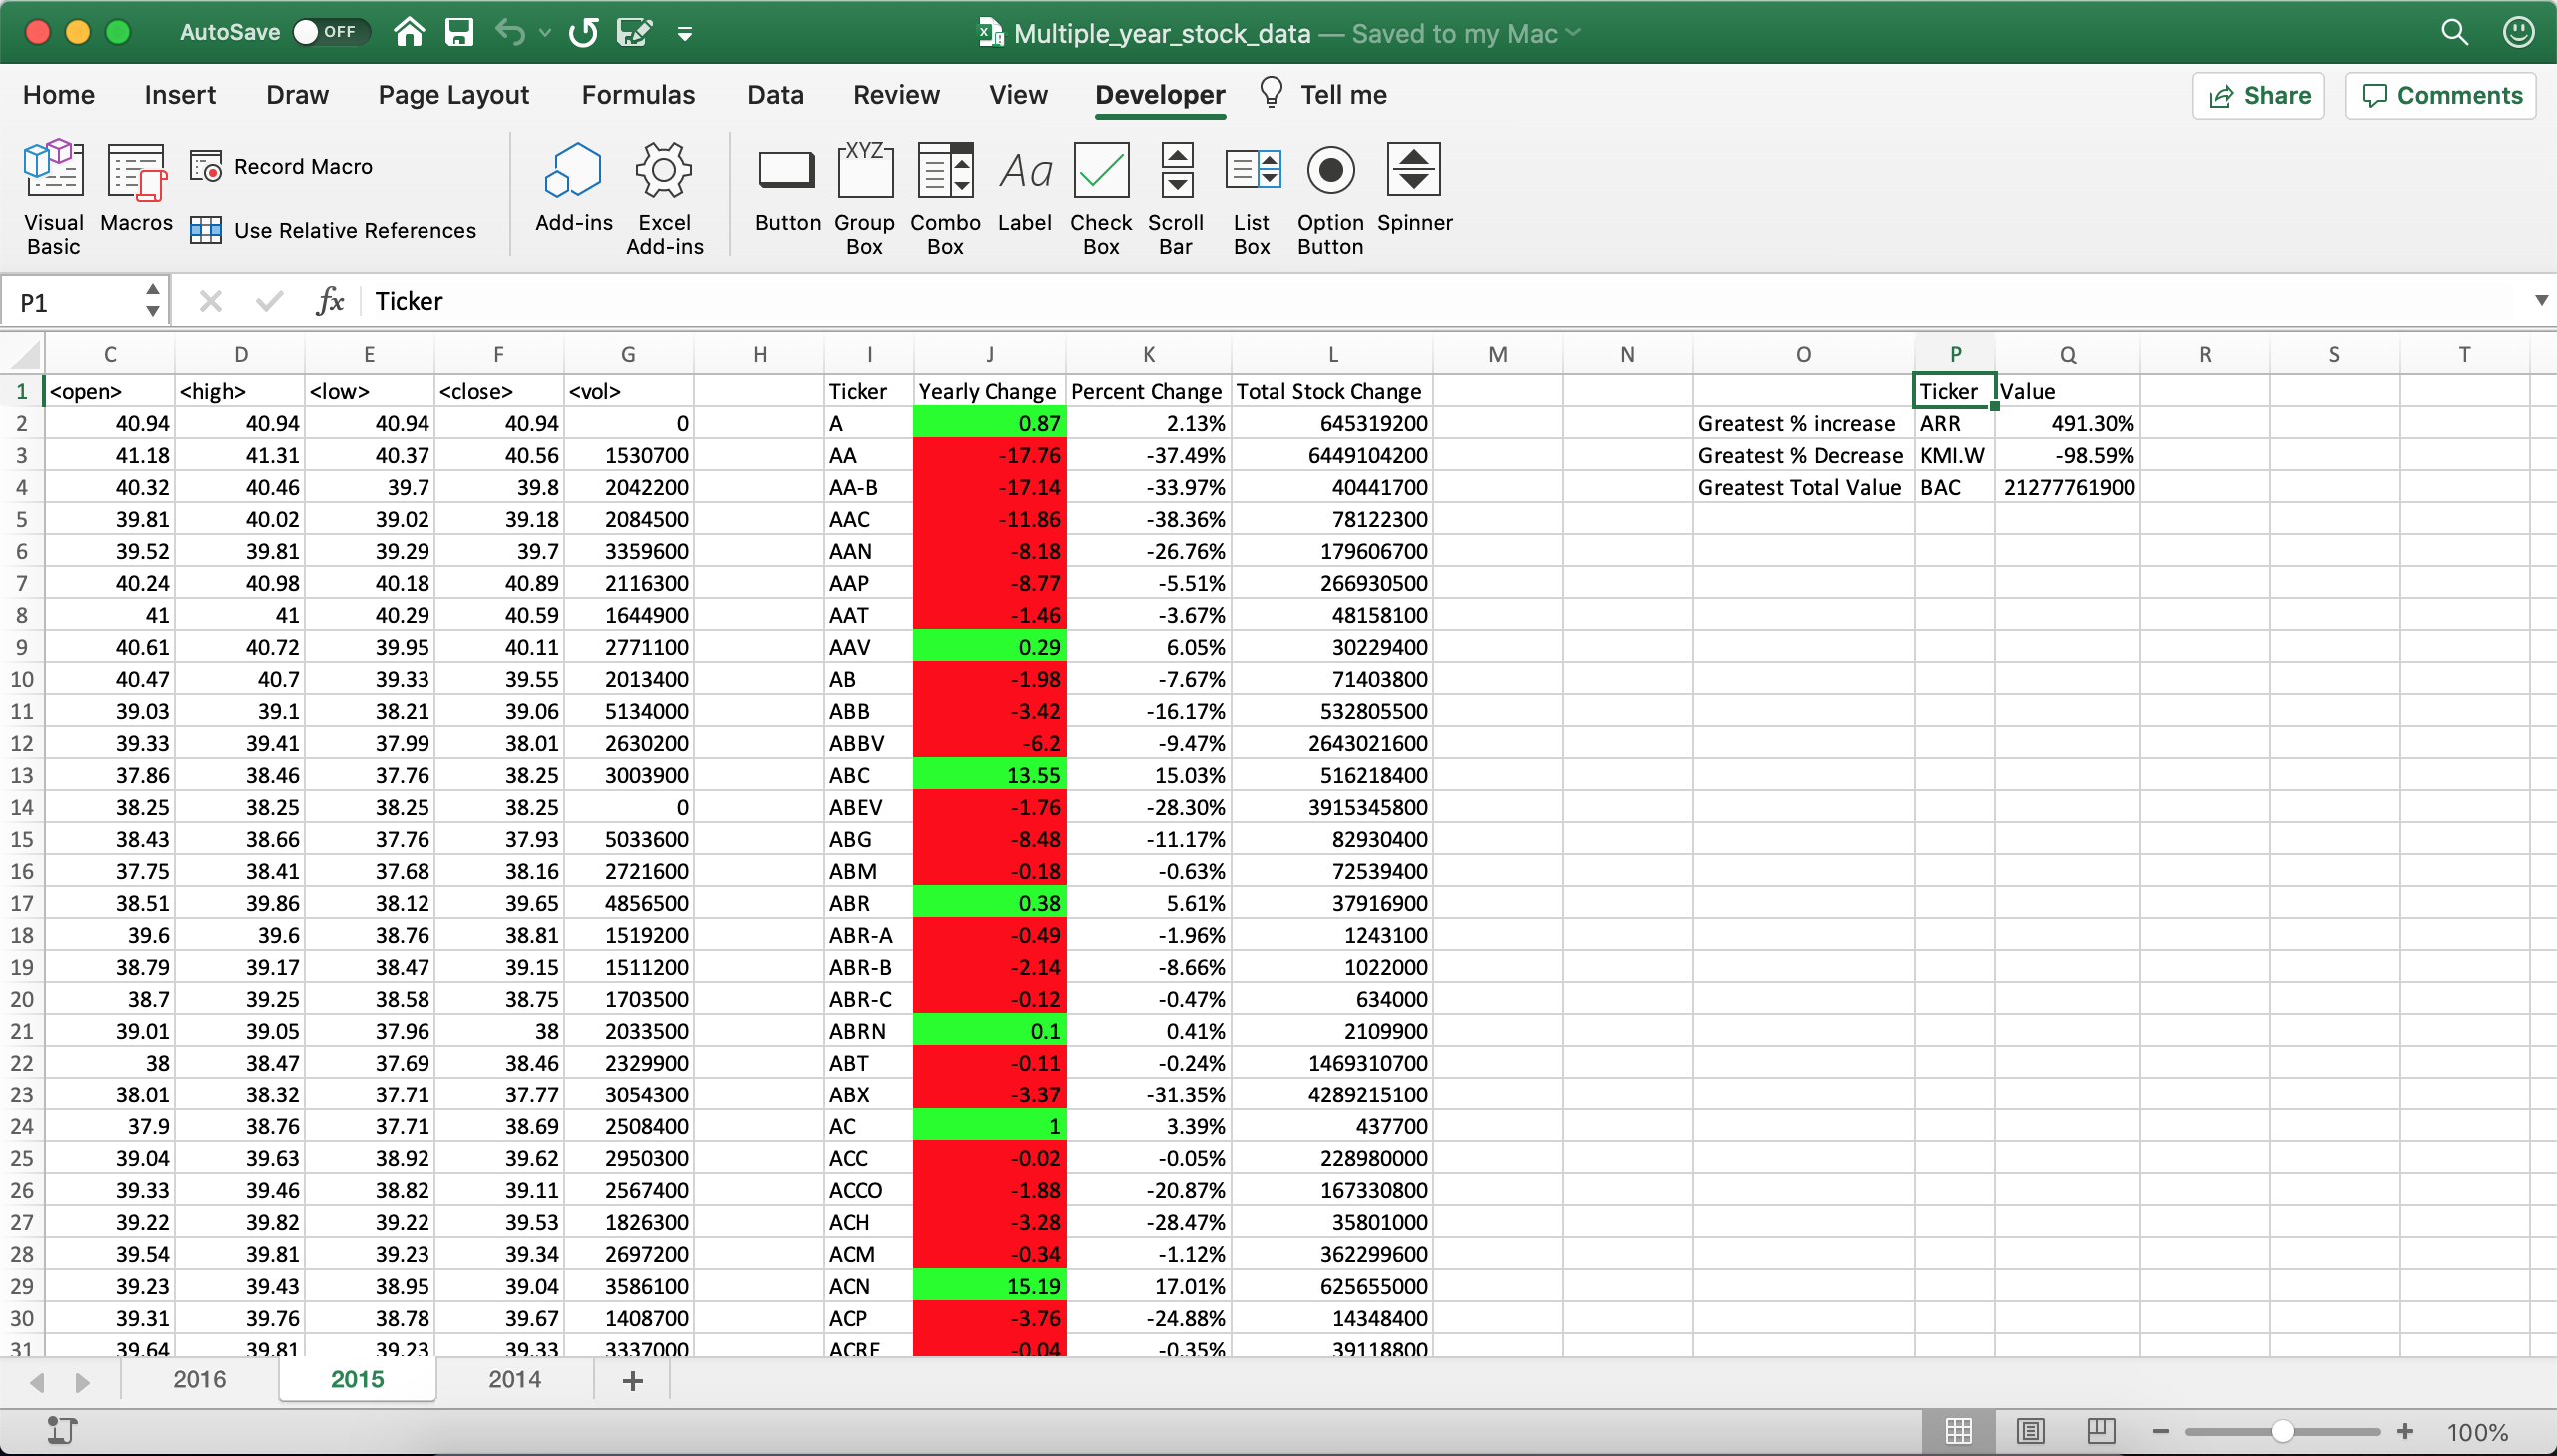 AutoSave OFF Multiple_year_stock_data — Saved to my Mac
Home Insert Draw Page Layout Formulas Data Review View Developer Tell me Share Comments
Visual Basic Macros Record Macro Use Relative References Add-ins Excel Add-ins Button XYZ Group Box Combo Box Aa Label Check Box Scroll Bar List Box Option Button Spinner
P1 fx Ticker
C D E F G H I J K L M N O P Q R S T
1 <open> <high> <low> <close> <vol> Ticker Yearly Change Percent Change Total Stock Change Ticker Value
2 40.94 40.94 40.94 40.94 0 A 0.87 2.13% 645319200 Greatest % increase ARR 491.30%
3 41.18 41.31 40.37 40.56 1530700 AA -17.76 -37.49% 6449104200 Greatest % Decrease KMI.W -98.59%
4 40.32 40.46 39.7 39.8 2042200 AA-B -17.14 -33.97% 40441700 Greatest Total Value BAC 21277761900
5 39.81 40.02 39.02 39.18 2084500 AAC -11.86 -38.36% 78122300
6 39.52 39.81 39.29 39.7 3359600 AAN -8.18 -26.76% 179606700
7 40.24 40.98 40.18 40.89 2116300 AAP -8.77 -5.51% 266930500
8 41 41 40.29 40.59 1644900 AAT -1.46 -3.67% 48158100
9 40.61 40.72 39.95 40.11 2771100 AAV 0.29 6.05% 30229400
10 40.47 40.7 39.33 39.55 2013400 AB -1.98 -7.67% 71403800
11 39.03 39.1 38.21 39.06 5134000 ABB -3.42 -16.17% 532805500
12 39.33 39.41 37.99 38.01 2630200 ABBV -6.2 -9.47% 2643021600
13 37.86 38.46 37.76 38.25 3003900 ABC 13.55 15.03% 516218400
14 38.25 38.25 38.25 38.25 0 ABEV -1.76 -28.30% 3915345800
15 38.43 38.66 37.76 37.93 5033600 ABG -8.48 -11.17% 82930400
16 37.75 38.41 37.68 38.16 2721600 ABM -0.18 -0.63% 72539400
17 38.51 39.86 38.12 39.65 4856500 ABR 0.38 5.61% 37916900
18 39.6 39.6 38.76 38.81 1519200 ABR-A -0.49 -1.96% 1243100
19 38.79 39.17 38.47 39.15 1511200 ABR-B -2.14 -8.66% 1022000
20 38.7 39.25 38.58 38.75 1703500 ABR-C -0.12 -0.47% 634000
21 39.01 39.05 37.96 38 2033500 ABRN 0.1 0.41% 2109900
22 38 38.47 37.69 38.46 2329900 ABT -0.11 -0.24% 1469310700
23 38.01 38.32 37.71 37.77 3054300 ABX -3.37 -31.35% 4289215100
24 37.9 38.76 37.71 38.69 2508400 AC 1 3.39% 437700
25 39.04 39.63 38.92 39.62 2950300 ACC -0.02 -0.05% 228980000
26 39.33 39.46 38.82 39.11 2567400 ACCO -1.88 -20.87% 167330800
27 39.22 39.82 39.22 39.53 1826300 ACH -3.28 -28.47% 35801000
28 39.54 39.81 39.23 39.34 2697200 ACM -0.34 -1.12% 362299600
29 39.23 39.43 38.95 39.04 3586100 ACN 15.19 17.01% 625655000
30 39.31 39.76 38.78 39.67 1408700 ACP -3.76 -24.88% 14348400
31 39.64 39.81 39.23 39.33 3337000 ACRE -0.04 -0.35% 39118800
2016 2015 2014 +
100%